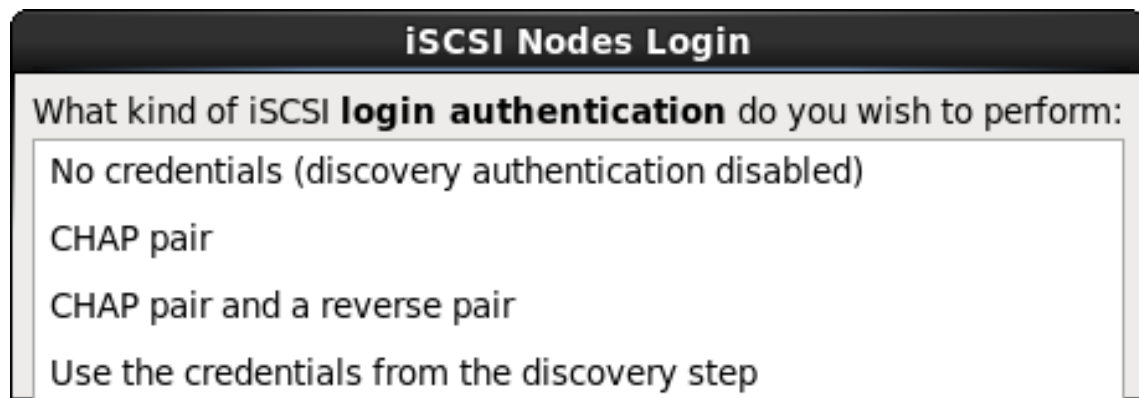 iSCSI Nodes Login
What kind of iSCSI login authentication do you wish to perform:
No credentials (discovery authentication disabled)
CHAP pair
CHAP pair and a reverse pair
Use the credentials from the discovery step